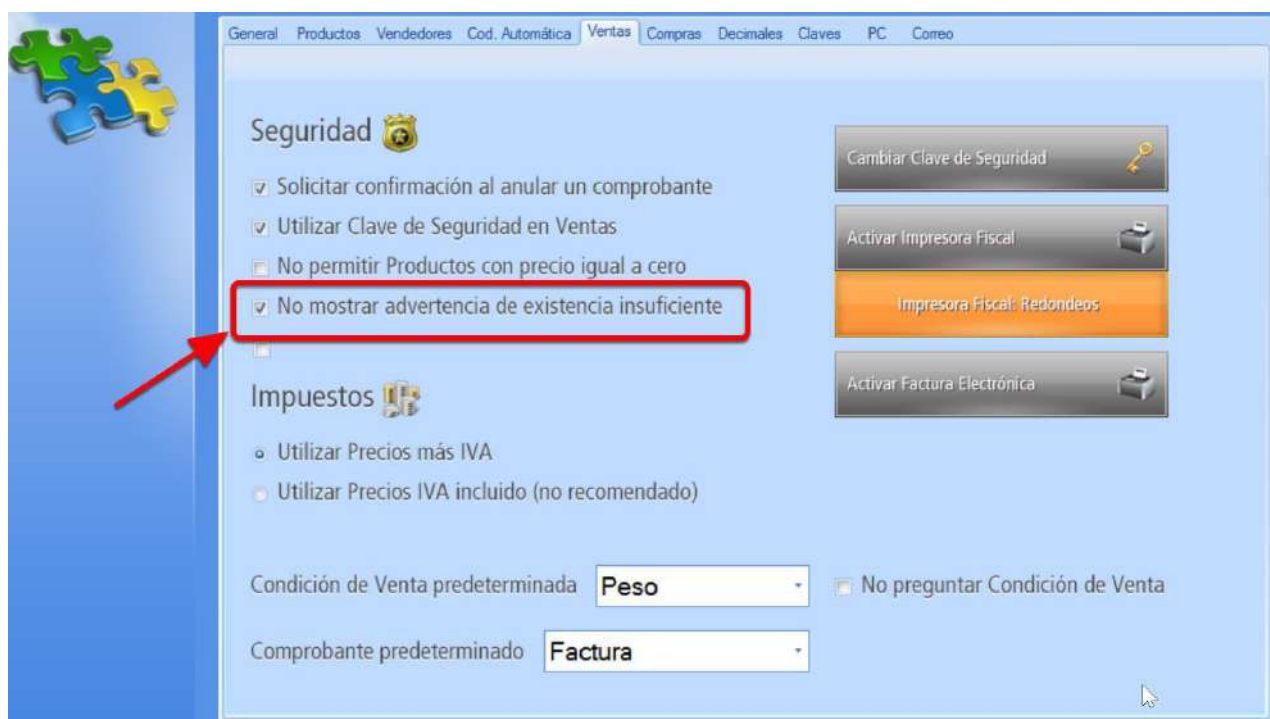 General Productos Vendedores Cod. Automática Ventas Compras Decimales Claves PC Correo
Seguridad
Solicitar confirmación al anular un comprobante
Utilizar Clave de Seguridad en Ventas
No permitir Productos con precio igual a cero
No mostrar advertencia de existencia insuficiente
Cambiar Clave de Seguridad
Activar Impresora Fiscal
Impresora Fiscal: Redondeos
Activar Factura Electrónica
Impuestos
Utilizar Precios más IVA
Utilizar Precios IVA incluido (no recomendado)
Condición de Venta predeterminada Peso No preguntar Condición de Venta
Comprobante predeterminado Factura